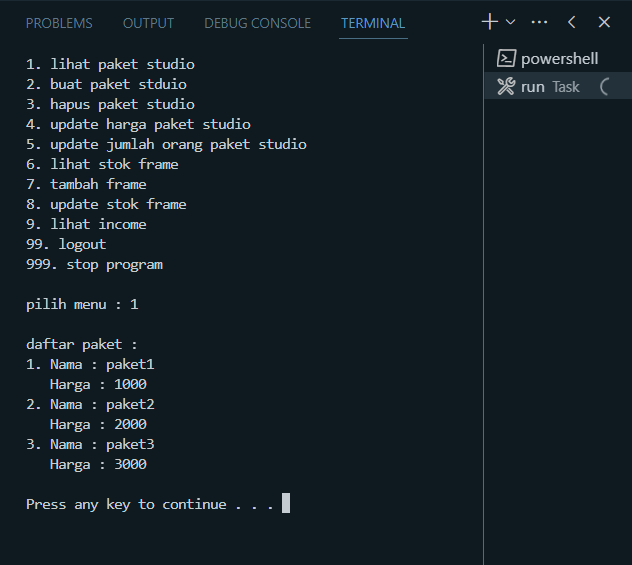 PROBLEMS OUTPUT DEBUG CONSOLE TERMINAL
powershell
run Task
1. lihat paket studio
2. buat paket stduio
3. hapus paket studio
4. update harga paket studio
5. update jumlah orang paket studio
6. lihat stok frame
7. tambah frame
8. update stok frame
9. lihat income
99. logout
999. stop program
pilih menu : 1
daftar paket :
1. Nama : paket1
Harga : 1000
2. Nama : paket2
Harga : 2000
3. Nama : paket3
Harga : 3000
Press any key to continue . . .